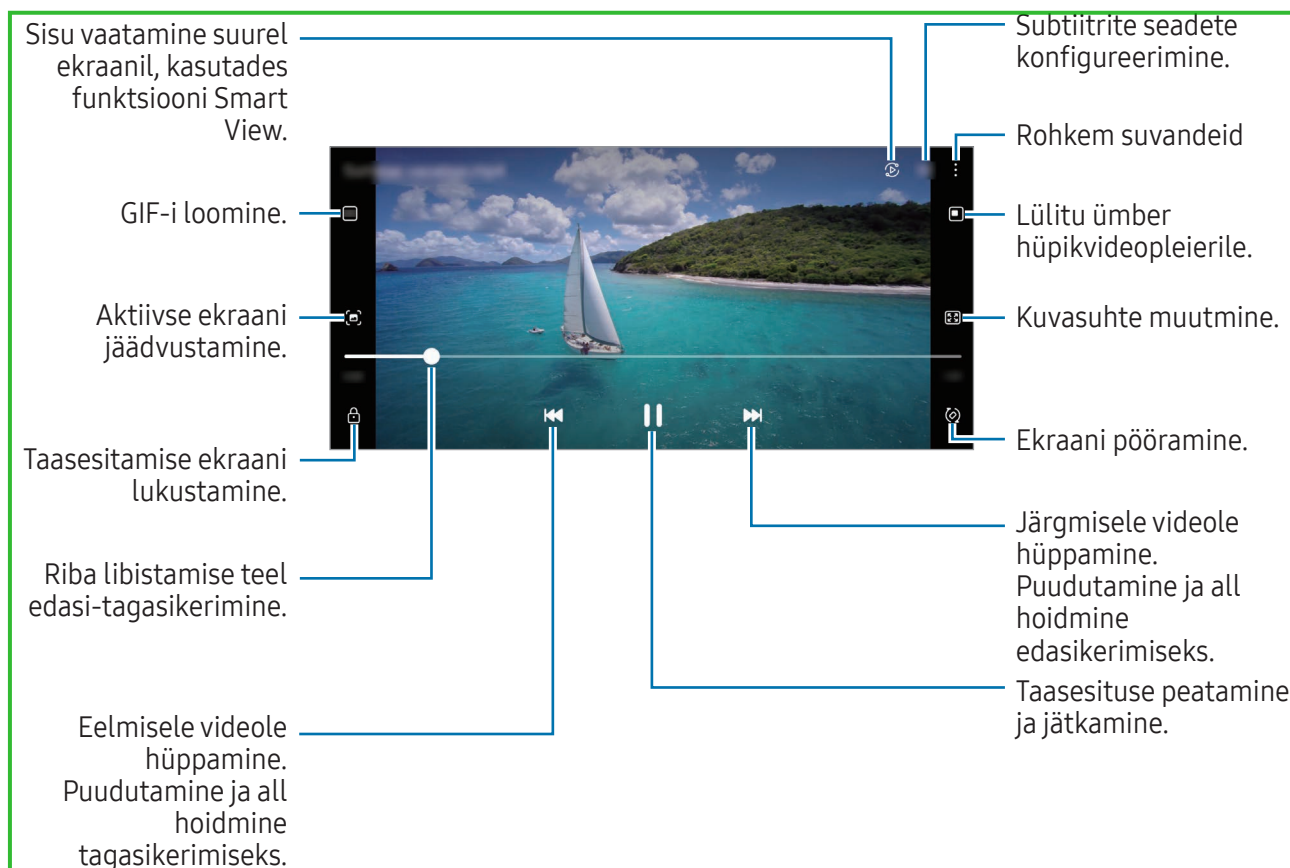 Sisu vaatamine suurel
ekraanil, kasutades
funktsiooni Smart
View.
GIF-i loomine.
Aktiivse ekraani
jäädvustamine.
Taasesitamise ekraani
lukustamine.
Riba libistamise teel
edasi-tagasikerimine.
Eelmisele videole
hüppamine.
Puudutamine ja all
hoidmine
tagasikerimiseks.
Subtiitrite seadete
konfigureerimine.
Rohkem suvandeid
Lülitu ümber
hüpikvideopleierile.
Kuvasuhte muutmine.
Ekraani pööramine.
Järgmisele videole
hüppamine.
Puudutamine ja all
hoidmine
edasikerimiseks.
Taasesituse peatamine
ja jätkamine.